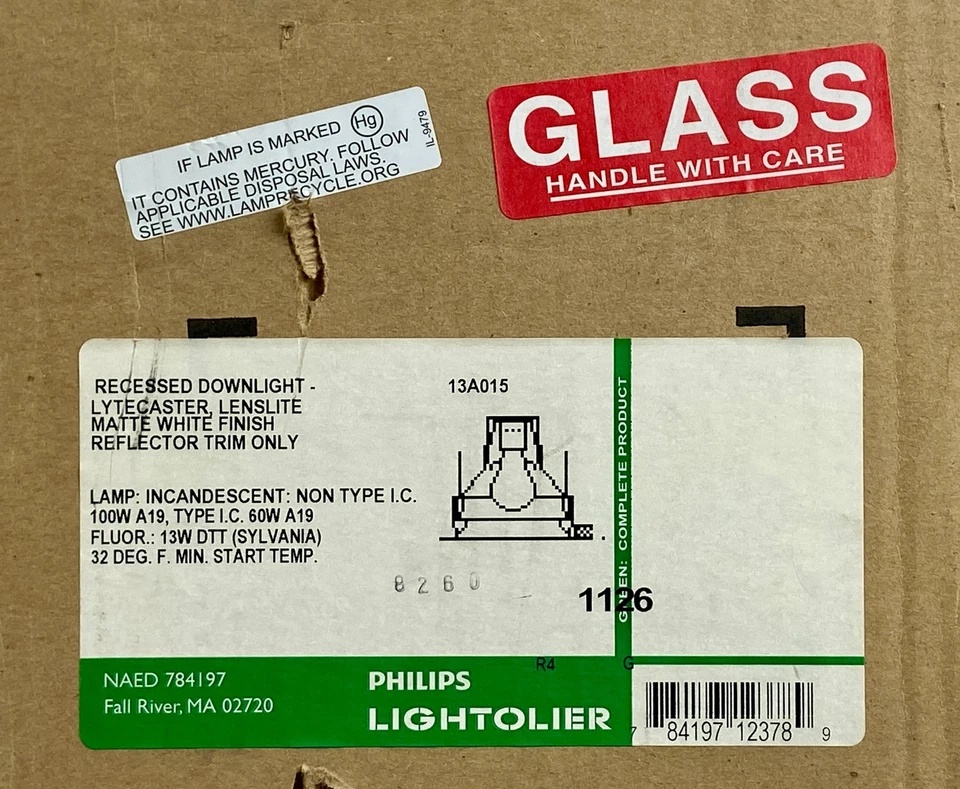 IF LAMP IS MARKED Hg
IT CONTAINS MERCURY, FOLLOW
APPLICABLE DISPOSAL LAWS.
SEE WWW.LAMPRECYCLE.ORG
IL-9479
GLASS
HANDLE WITH CARE
RECESSED DOWNLIGHT -
LYTECASTER, LENSLITE
MATTE WHITE FINISH
REFLECTOR TRIM ONLY
13A015
LAMP: INCANDESCENT: NON TYPE I.C.
100W A19, TYPE I.C. 60W A19
FLUOR.: 13W DTT (SYLVANIA)
32 DEG. F. MIN. START TEMP.
8260
GREEN: COMPLETE PRODUCT
1126
R4 G
NAED 784197
Fall River, MA 02720
PHILIPS
LIGHTOLIER
7 84197 12378 9